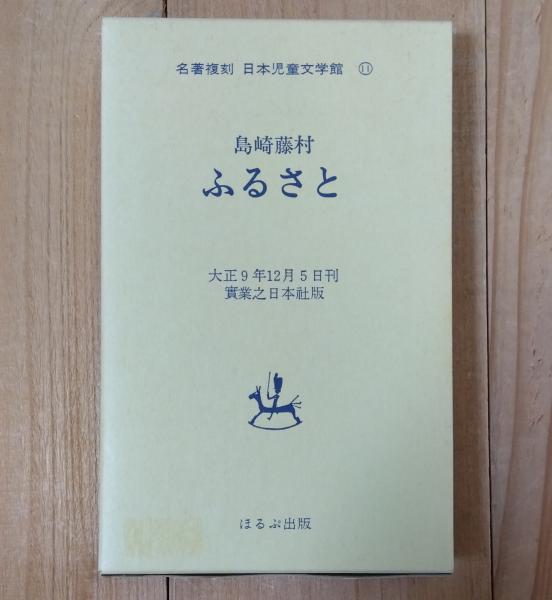 名著複刻 日本児童文学館 ⑪
島崎藤村
ふるさと
大正9年12月5日刊
實業之日本社版
ほるぷ出版